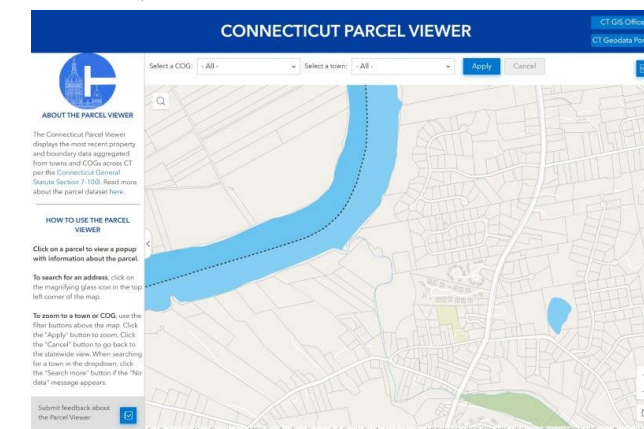 CONNECTICUT PARCEL VIEWER
CT GIS Office
CT Geodata Por
Select a COG: - All -
Select a town: - All -
Apply
Cancel
ABOUT THE PARCEL VIEWER
The Connecticut Parcel Viewer
displays the most recent property
and boundary data aggregated
from towns and COGs across CT
per the Connecticut General
Statute Section 7-100l. Read more
about the parcel dataset here.
HOW TO USE THE PARCEL
VIEWER
Click on a parcel to view a popup
with information about the parcel.
To search for an address, click on
the magnifying glass icon in the top
left corner of the map.
To zoom to a town or COG, use the
filter buttons above the map. Click
the "Apply" button to zoom. Click
the "Cancel" button to go back to
the statewide view. When searching
for a town in the dropdown, click
the "Search more" button if the "No
data" message appears.
Submit feedback about
the Parcel Viewer